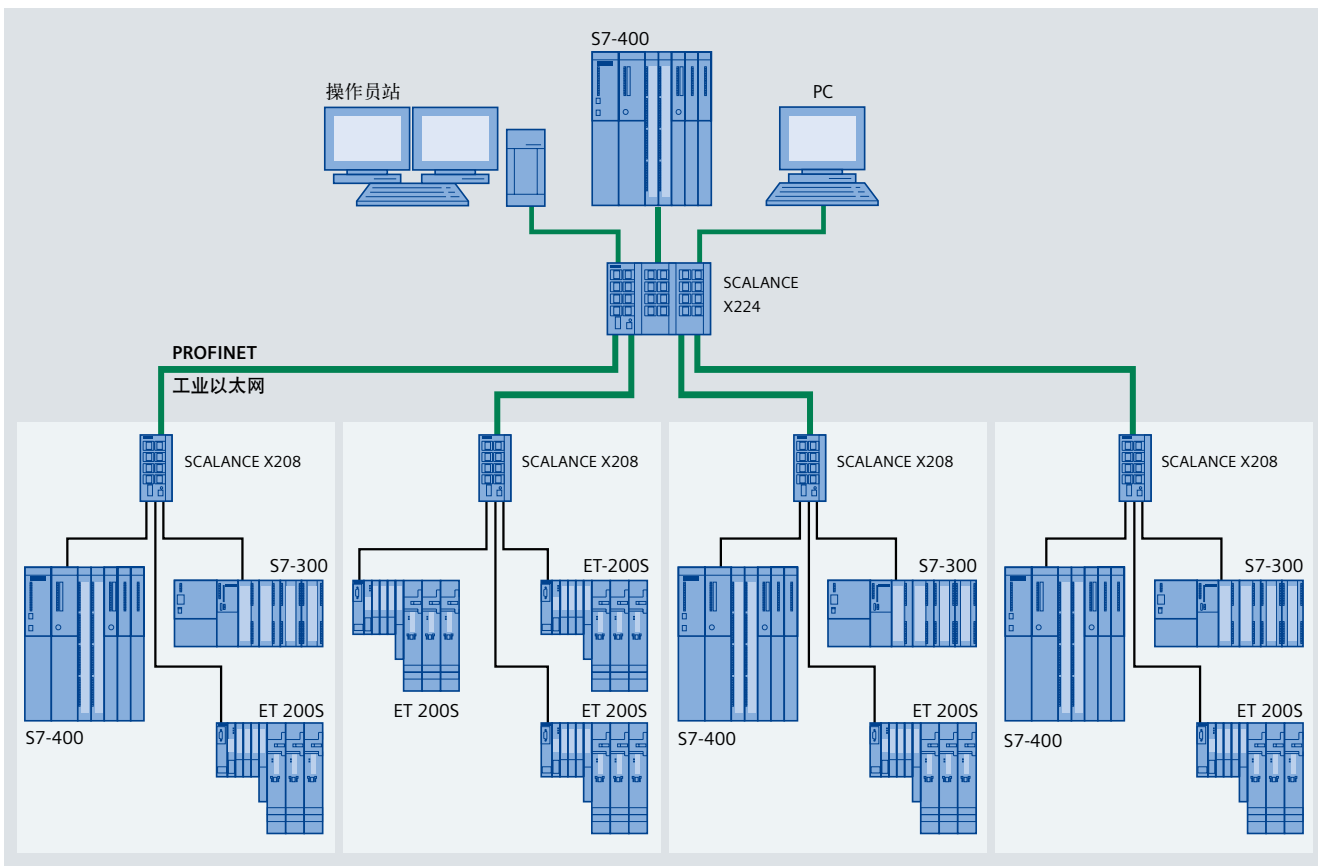 S7-400
操作员站
PC
SCALANCE
X224
PROFINET
工业以太网
SCALANCE X208
SCALANCE X208
SCALANCE X208
SCALANCE X208
S7-300
ET-200S
S7-300
S7-300
S7-400
ET 200S
ET 200S
ET 200S
S7-400
ET 200S
S7-400
ET 200S